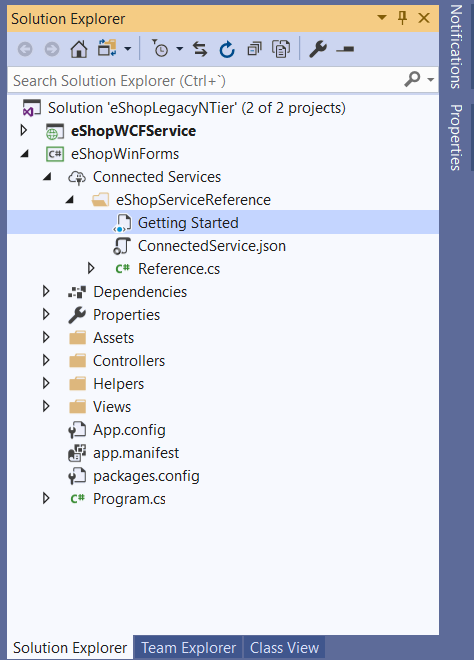 Solution Explorer
Search Solution Explorer (Ctrl+`)
Solution 'eShopLegacyNTier' (2 of 2 projects)
eShopWCFService
C# eShopWinForms
Connected Services
eShopServiceReference
Getting Started
ConnectedService.json
C# Reference.cs
Dependencies
Properties
Assets
Controllers
Helpers
Views
App.config
app.manifest
packages.config
C# Program.cs
Solution Explorer Team Explorer Class View
Notifications
Properties